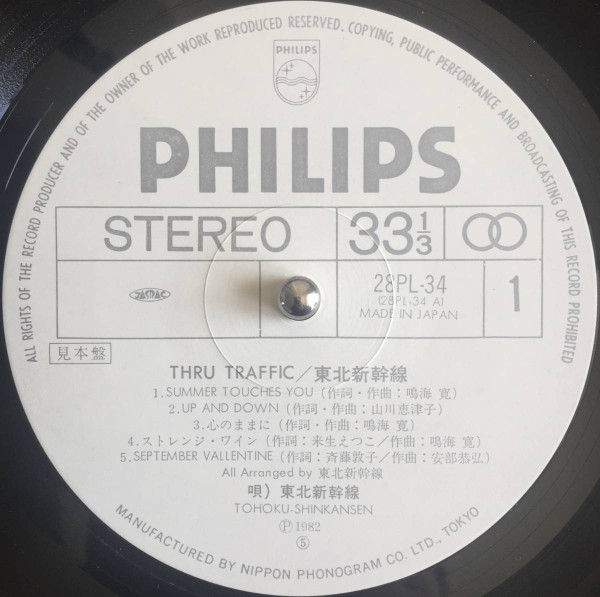 ALL RIGHTS OF THE RECORD PRODUCER AND OF THE OWNER OF THE WORK REPRODUCED RESERVED. COPYING, PUBLIC PERFORMANCE AND BROADCASTING OF THIS RECORD PROHIBITED
PHILIPS
PHILIPS
STEREO 33 1/3
JASRAC 28PL-34 1
(28PL-34 A)
MADE IN JAPAN
見本盤
THRU TRAFFIC/東北新幹線
1.SUMMER TOUCHES YOU (作詞・作曲:鳴海 寛)
2.UP AND DOWN (作詞・作曲:山川恵津子)
3.心のままに (作詞・作曲:鳴海 寛)
4.ストレンジ・ワイン (作詞:来生えつこ/作曲:鳴海 寛)
5.SEPTEMBER VALLENTINE (作詞:斉藤敦子/作曲:安部恭弘)
All Arranged by 東北新幹線
唄) 東北新幹線
TOHOKU-SHINKANSEN
Ⓟ1982
⑤
MANUFACTURED BY NIPPON PHONOGRAM CO. LTD., TOKYO